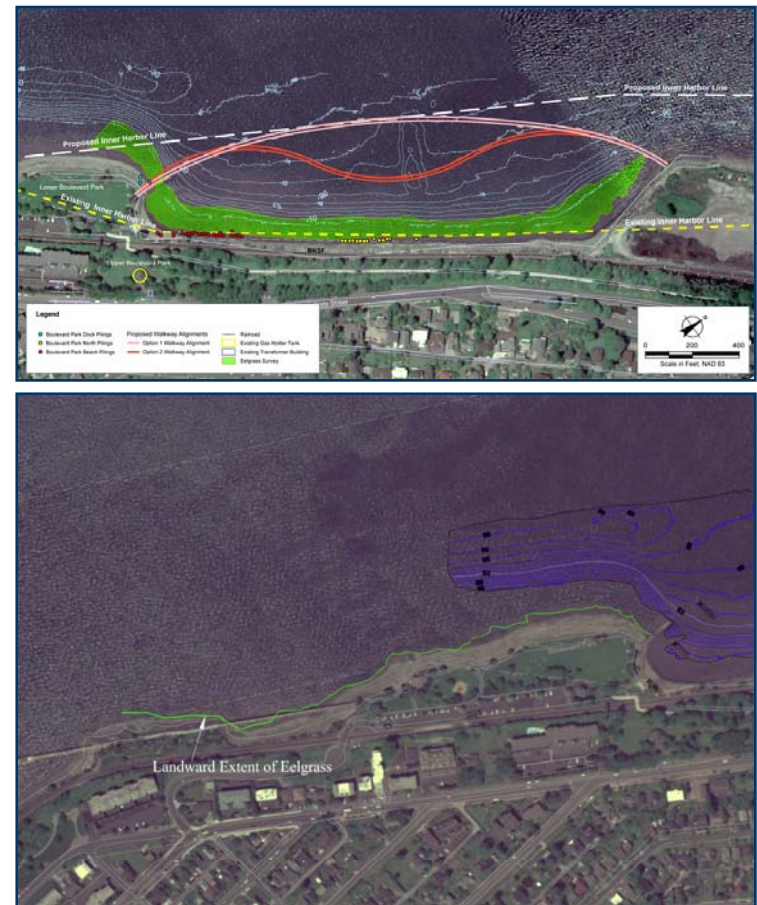 Proposed Inner Harbor Line
Proposed Inner Harbor Line
Lower Boulevard Park
Existing Inner Harbor Line
Existing Inner Harbor Line
-10
BNSF
Upper Boulevard Park
Legend
Boulevard Park Dock Pilings
Boulevard Park North Pilings
Boulevard Park Beach Pilings
Proposed Walkway Alignments
Option 1 Walkway Alignment
Option 2 Walkway Alignment
Railroad
Existing Gas Holder Tank
Existing Transformer Building
Eelgrass Survey
0 200 400
Scale in Feet, NAD 83
Landward Extent of Eelgrass